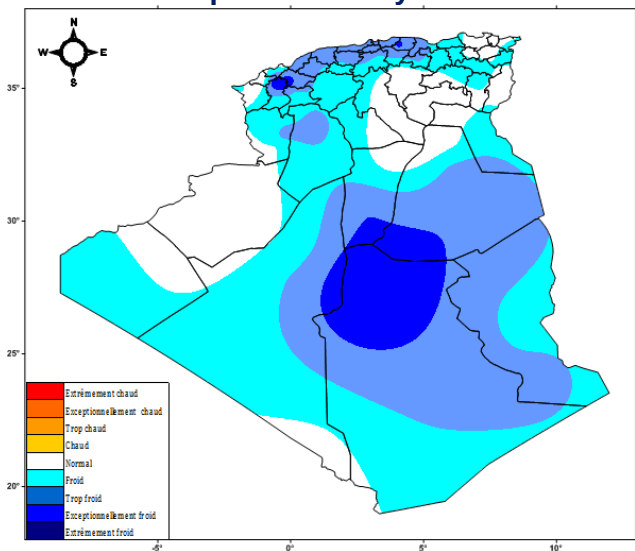 N
W E
S
35°
30°
25°
20°
Extrêmement chaud
Exceptionnellement chaud
Trop chaud
Chaud
Normal
Froid
Trop froid
Exceptionnellement froid
Extrêmement froid
-5° 0° 5° 10°